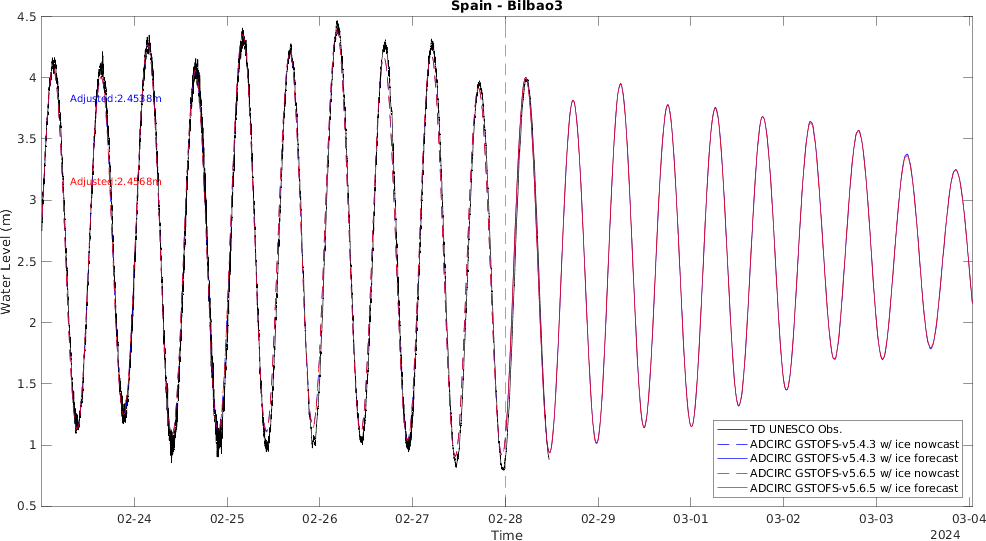 Spain - Bilbao3
Water Level (m)
4.5
4
3.5
3
2.5
2
1.5
1
0.5
Adjusted:2.4538m
Adjusted:2.4568m
TD UNESCO Obs.
ADCIRC GSTOFS-v5.4.3 w/ ice nowcast
ADCIRC GSTOFS-v5.4.3 w/ ice forecast
ADCIRC GSTOFS-v5.6.5 w/ ice nowcast
ADCIRC GSTOFS-v5.6.5 w/ ice forecast
02-24 02-25 02-26 02-27 02-28 02-29 03-01 03-02 03-03 03-04
Time
2024